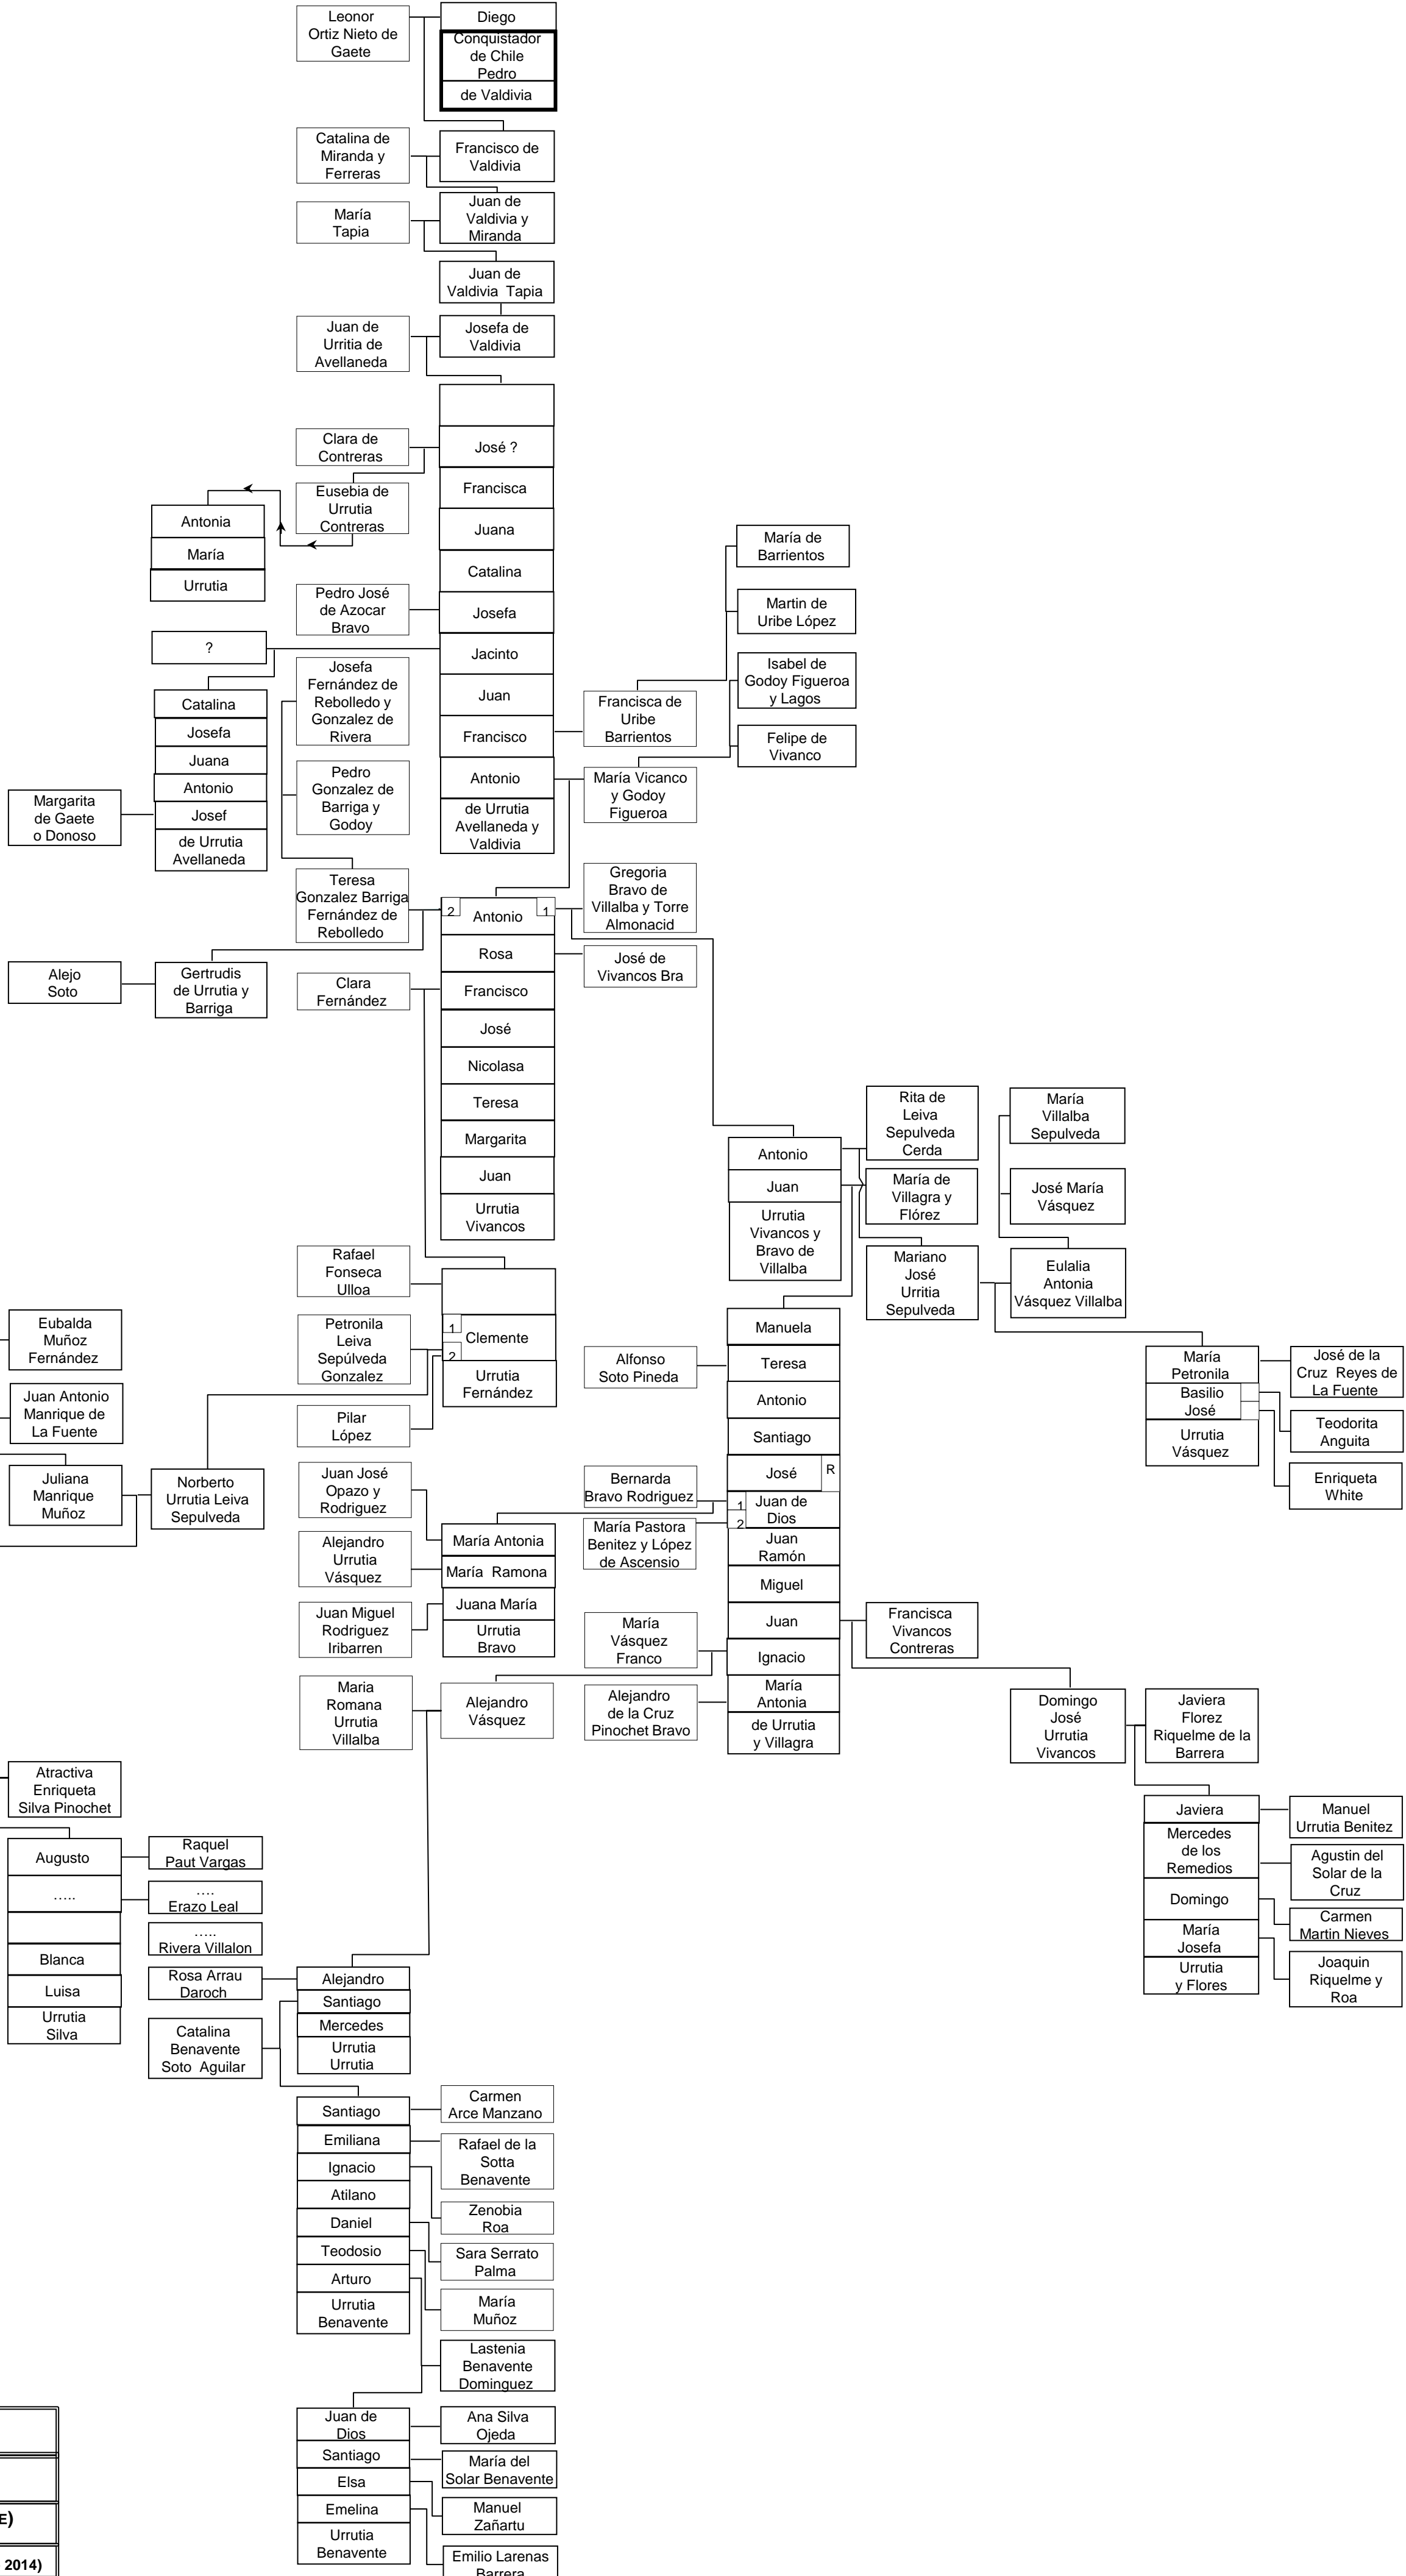 Leonor
Ortiz Nieto de
Gaete
Diego
Conquistador
de Chile
Pedro
de Valdivia
Catalina de
Miranda y
Ferreras
Francisco de
Valdivia
María
Tapia
Juan de
Valdivia y
Miranda
Juan de
Valdivia Tapia
Juan de
Urritia de
Avellaneda
Josefa de
Valdivia
Clara de
Contreras
José ?
Eusebia de
Urrutia
Contreras
Francisca
Antonia
María
Urrutia
Juana
Catalina
María de
Barrientos
Pedro José
de Azocar
Bravo
Josefa
Martin de
Uribe López
?
Jacinto
Josefa
Fernández de
Rebolledo y
Gonzalez de
Rivera
Juan
Isabel de
Godoy Figueroa
y Lagos
Francisca de
Uribe
Barrientos
Catalina
Josefa
Juana
Antonio
Josef
de Urrutia
Avellaneda
Francisco
Felipe de
Vivanco
Pedro
Gonzalez de
Barriga y
Godoy
Antonio
de Urrutia
Avellaneda y
Valdivia
María Vicanco
y Godoy
Figueroa
Margarita
de Gaete
o Donoso
Teresa
Gonzalez Barriga
Fernández de
Rebolledo
2
Antonio
1
Gregoria
Bravo de
Villalba y Torre
Almonacid
Rosa
José de
Vivancos Bra
Alejo
Soto
Gertrudis
de Urrutia y
Barriga
Clara
Fernández
Francisco
José
Nicolasa
Teresa
Margarita
Juan
Urrutia
Vivancos
Rita de
Leiva
Sepulveda
Cerda
María
Villalba
Sepulveda
Antonio
Juan
Urrutia
Vivancos y
Bravo de
Villalba
María de
Villagra y
Flórez
José María
Vásquez
Rafael
Fonseca
Ulloa
Mariano
José
Urritia
Sepulveda
Eulalia
Antonia
Vásquez Villalba
Eubalda
Muñoz
Fernández
Petronila
Leiva
Sepúlveda
Gonzalez
1
Clemente
2
Urrutia
Fernández
Manuela
Alfonso
Soto Pineda
Teresa
María
Petronila
Basilio
José
Urrutia
Vásquez
José de la
Cruz Reyes de
La Fuente
Juan Antonio
Manrique de
La Fuente
Pilar
López
Antonio
Santiago
Teodorita
Anguita
Juliana
Manrique
Muñoz
Norberto
Urrutia Leiva
Sepulveda
Juan José
Opazo y
Rodriguez
Bernarda
Bravo Rodriguez
José
R
Enriqueta
White
1
Juan de
Dios
2
María Pastora
Benitez y López
de Ascensio
María Antonia
Alejandro
Urrutia
Vásquez
María Ramona
Juan
Ramón
Miguel
Juan Miguel
Rodriguez
Iribarren
Juana María
Urrutia
Bravo
María
Vásquez
Franco
Juan
Francisca
Vivancos
Contreras
Ignacio
Maria
Romana
Urrutia
Villalba
Alejandro
Vásquez
Alejandro
de la Cruz
Pinochet Bravo
María
Antonia
de Urrutia
y Villagra
Domingo
José
Urrutia
Vivancos
Javiera
Florez
Riquelme de la
Barrera
Atractiva
Enriqueta
Silva Pinochet
Javiera
Manuel
Urrutia Benitez
Mercedes
de los
Remedios
Agustin del
Solar de la
Cruz
Domingo
Carmen
Martin Nieves
María
Josefa
Joaquin
Riquelme y
Roa
Urrutia
y Flores
Augusto
Raquel
Paut Vargas
…..
….
Erazo Leal
…..
Rivera Villalon
Blanca
Luisa
Urrutia
Silva
Rosa Arrau
Daroch
Alejandro
Santiago
Mercedes
Urrutia
Urrutia
Catalina
Benavente
Soto Aguilar
Santiago
Carmen
Arce Manzano
Emiliana
Rafael de la
Sotta
Benavente
Ignacio
Atilano
Zenobia
Roa
Daniel
Teodosio
Sara Serrato
Palma
Arturo
Urrutia
Benavente
María
Muñoz
Lastenia
Benavente
Dominguez
Juan de
Dios
Ana Silva
Ojeda
Santiago
María del
Solar Benavente
Elsa
Emelina
Manuel
Zañartu
Urrutia
Benavente
Emilio Larenas
Barrera
E)
2014)